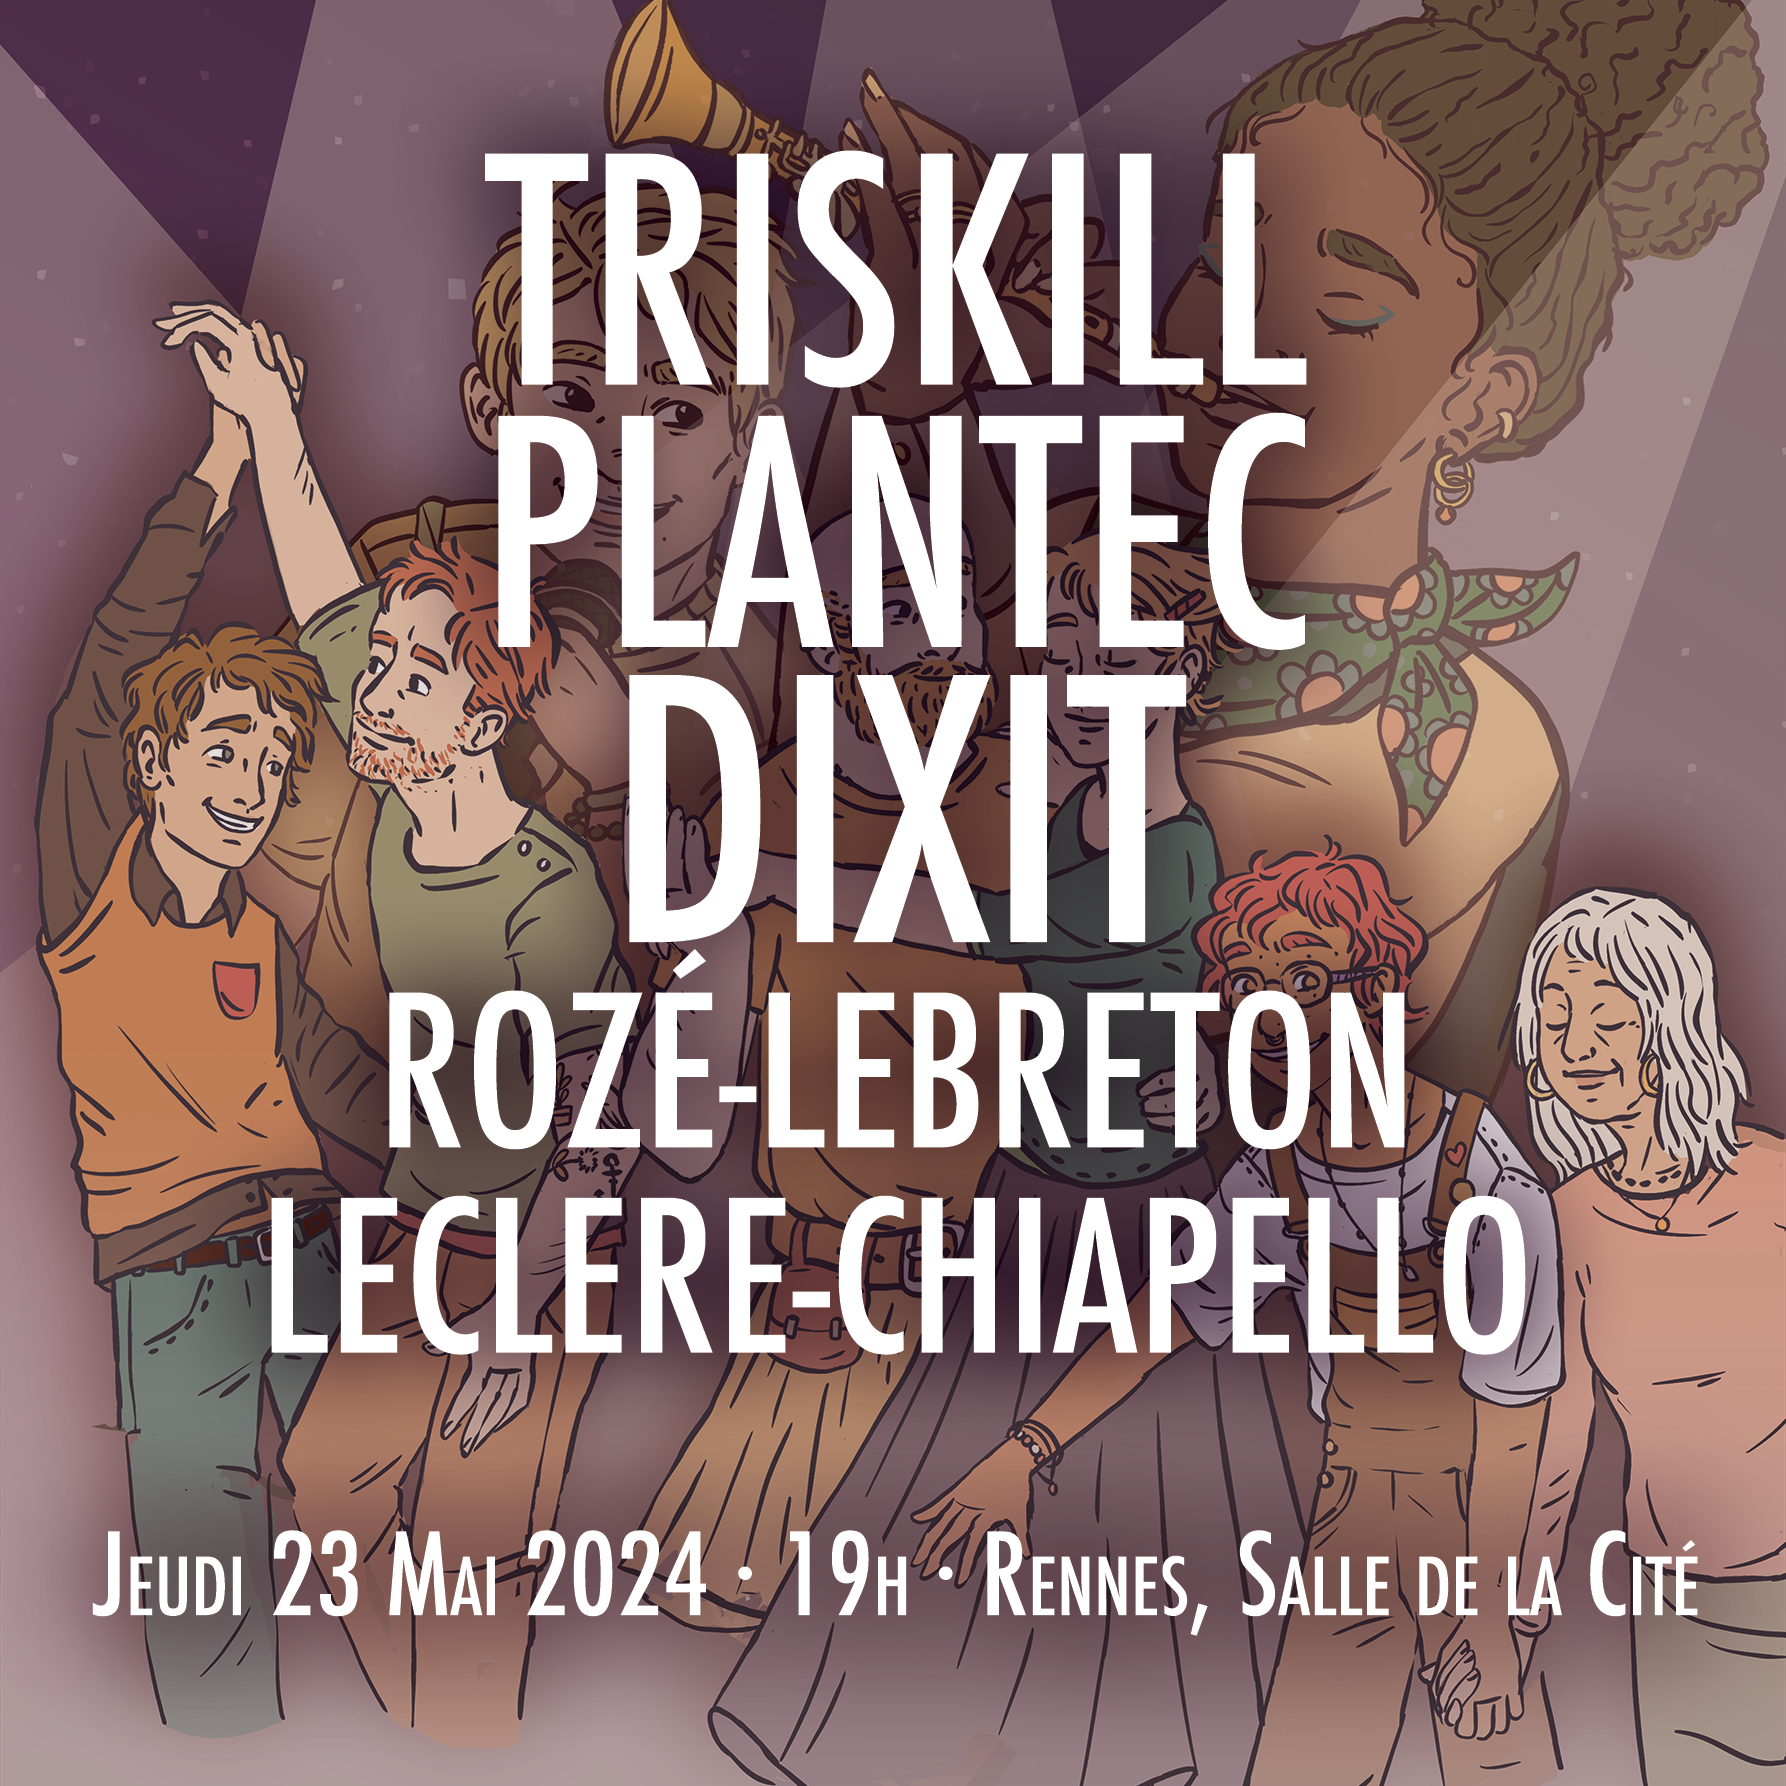 TRISKILL
PLANTEC
DIXIT
ROZÉ-LEBRETON
LECLERE-CHIAPELLO
Jeudi 23 Mai 2024 · 19h · Rennes, Salle de la Cité